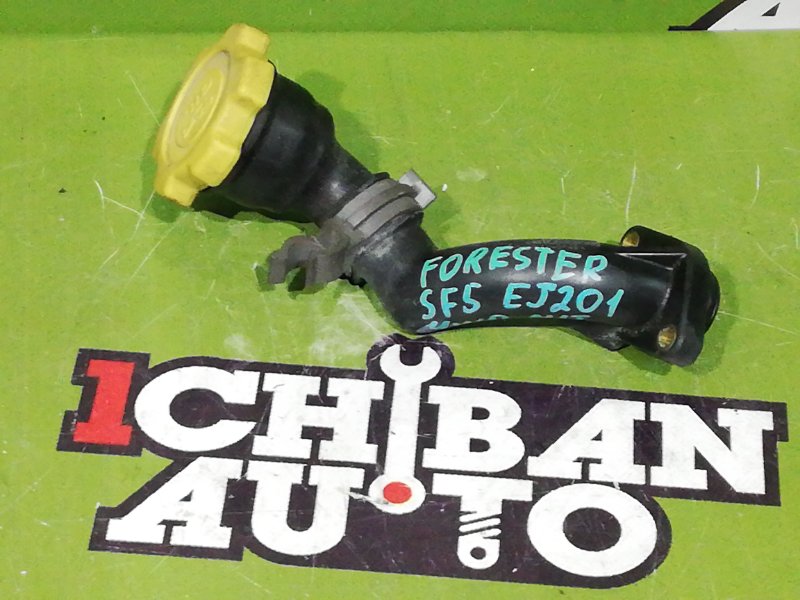 FORESTER
SF5 EJ201
1CHIBAN
AUTO